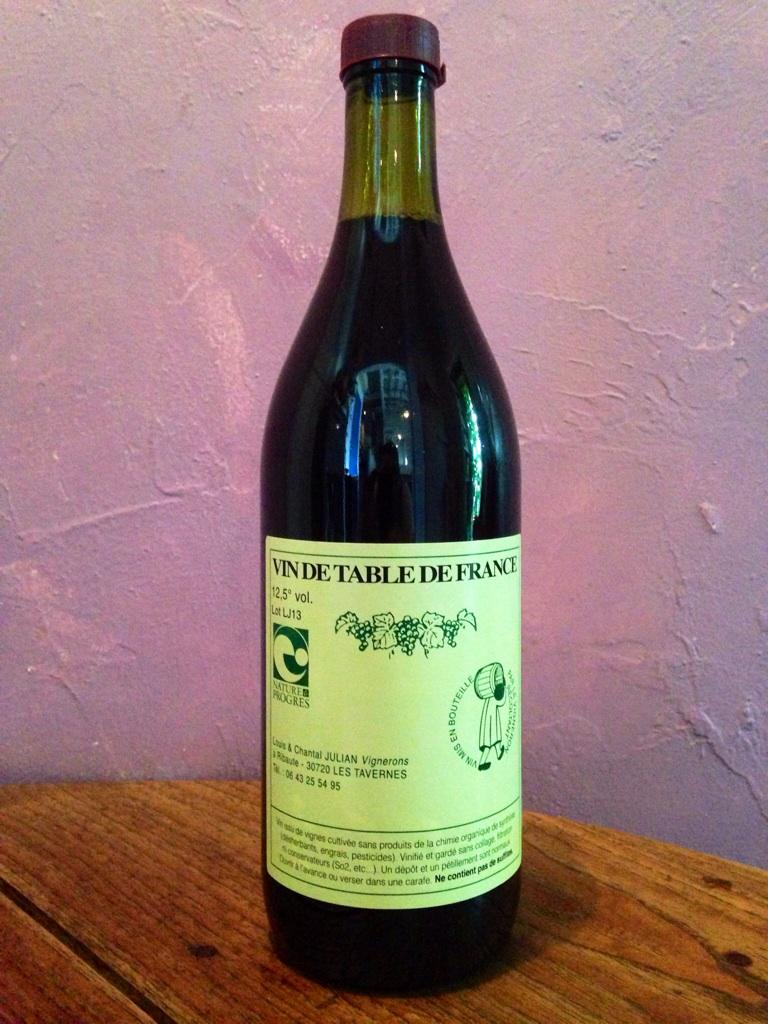 VIN DE TABLE DE FRANCE
12,5° vol.
Lot LJ13
NATURE &
PROGRES
VIN MIS EN BOUTEILLE
Louis & Chantal JULIAN Vignerons
à Ribaute - 30720 LES TAVERNES
Tél. : 06 43 25 54 95
Vin issu de vignes cultivée sans produits de la chimie organique de synthèse
(désherbants, engrais, pesticides). Vinifié et gardé sans collage, filtration
ni conservateurs (So2, etc...). Un dépôt et un pétillement sont normaux.
Ouvrir à l'avance ou verser dans une carafe. Ne contient pas de sulfites.